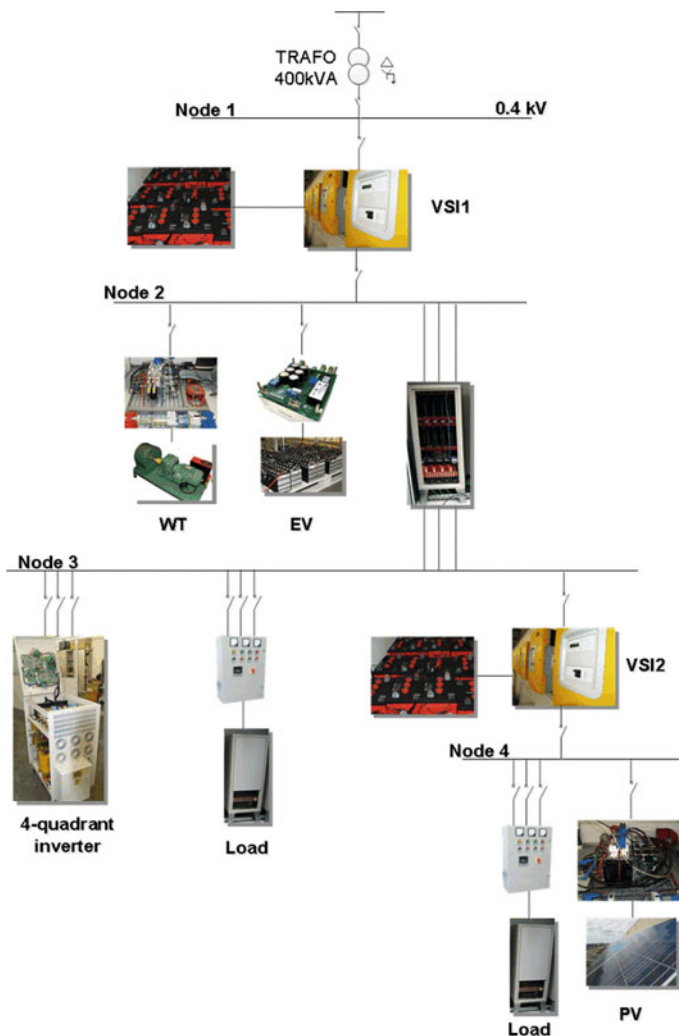 TRAFO
400kVA
Node 1
0.4 kV
VSI1
Node 2
WT
EV
Node 3
VSI2
Node 4
4-quadrant
inverter
Load
PV
Load